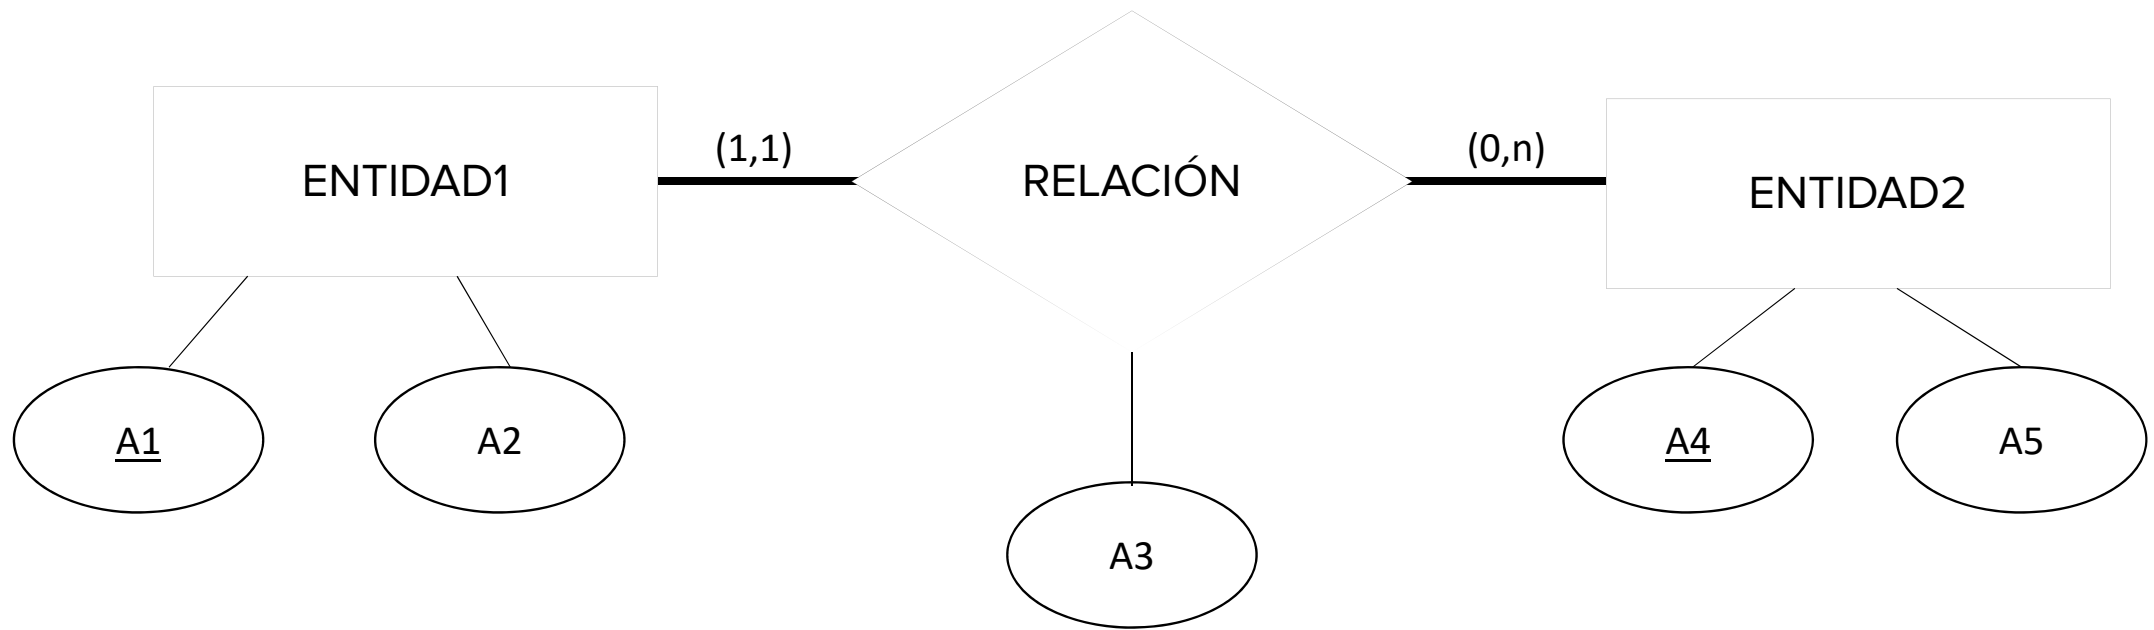 (1,1)
(0,n)
ENTIDAD1
RELACIÓN
ENTIDAD2
A1
A2
A4
A5
A3